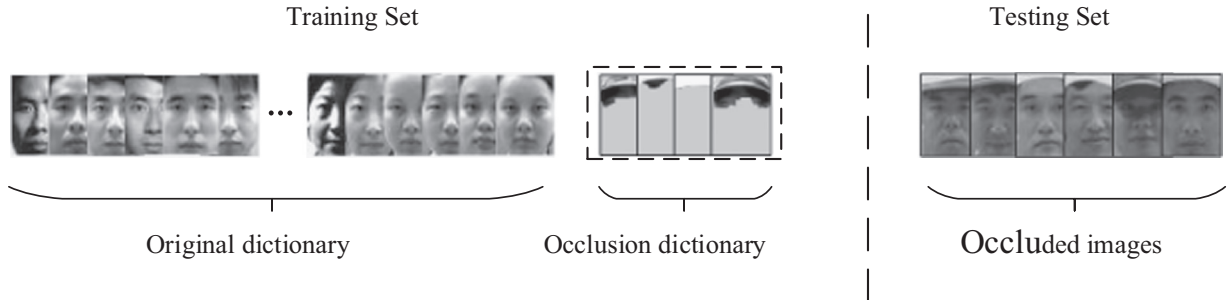 Training Set
Testing Set
...
Original dictionary
Occlusion dictionary
Occluded images